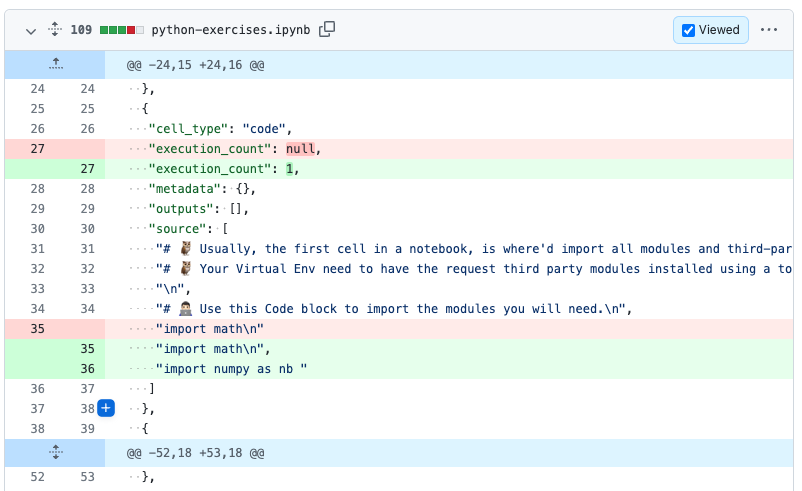 109 python-exercises.ipynb Viewed
@@ -24,15 +24,16 @@
24 24 },
25 25 {
26 26 "cell_type": "code",
27 "execution_count": null,
27 "execution_count": 1,
28 28 "metadata": {},
29 29 "outputs": [],
30 30 "source": [
31 31 "# 🦉 Usually, the first cell in a notebook, is where'd import all modules and third-par
32 32 "# 🦉 Your Virtual Env need to have the request third party modules installed using a to
33 33 "\n",
34 34 "# 👨🏻‍💻 Use this Code block to import the modules you will need.\n",
35 "import math\n"
35 "import math\n",
36 "import numpy as nb "
36 37 ]
37 38 },
38 39 {
@@ -52,18 +53,18 @@
52 53 },